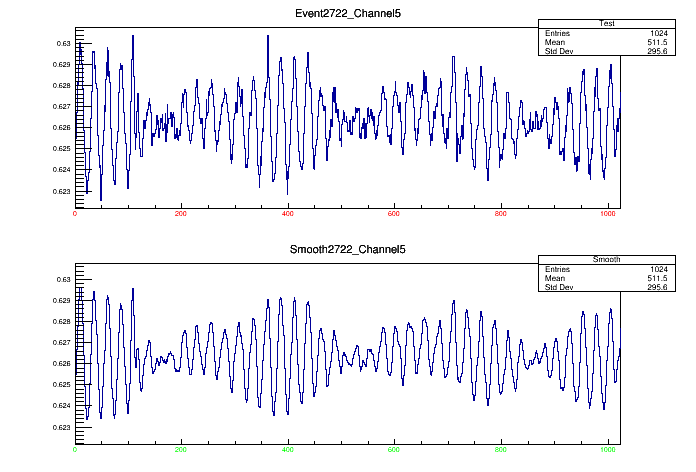 Event2722_Channel5
Test
Entries 1024
Mean 511.5
Std Dev 295.6
0.63
0.629
0.628
0.627
0.626
0.625
0.624
0.623
0 200 400 600 800 1000
Smooth2722_Channel5
Smooth
Entries 1024
Mean 511.5
Std Dev 295.6
0.63
0.629
0.628
0.627
0.626
0.625
0.624
0.623
0 200 400 600 800 1000